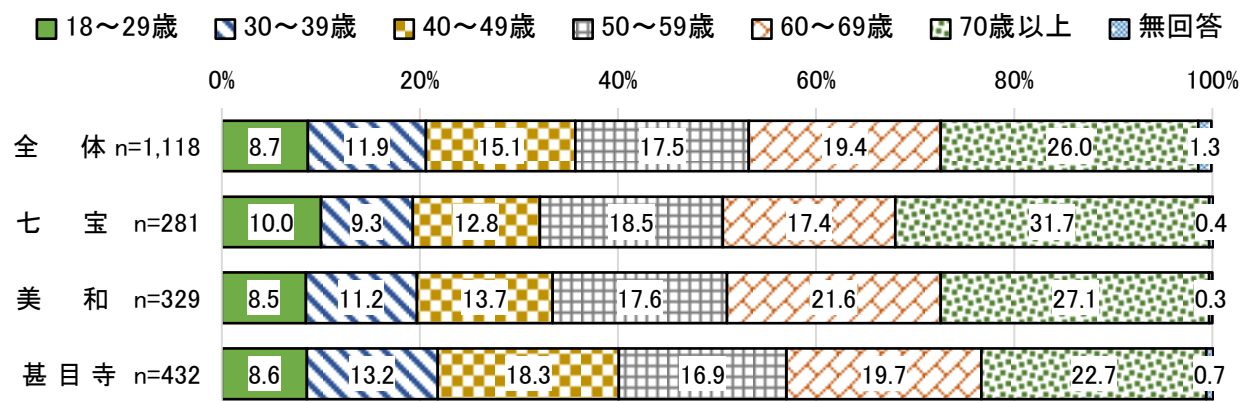 18～29歳 30～39歳 40～49歳 50～59歳 60～69歳 70歳以上 無回答
0% 20% 40% 60% 80% 100%
全 体 n=1,118 8.7 11.9 15.1 17.5 19.4 26.0 1.3
七 宝 n=281 10.0 9.3 12.8 18.5 17.4 31.7 0.4
美 和 n=329 8.5 11.2 13.7 17.6 21.6 27.1 0.3
甚目寺 n=432 8.6 13.2 18.3 16.9 19.7 22.7 0.7